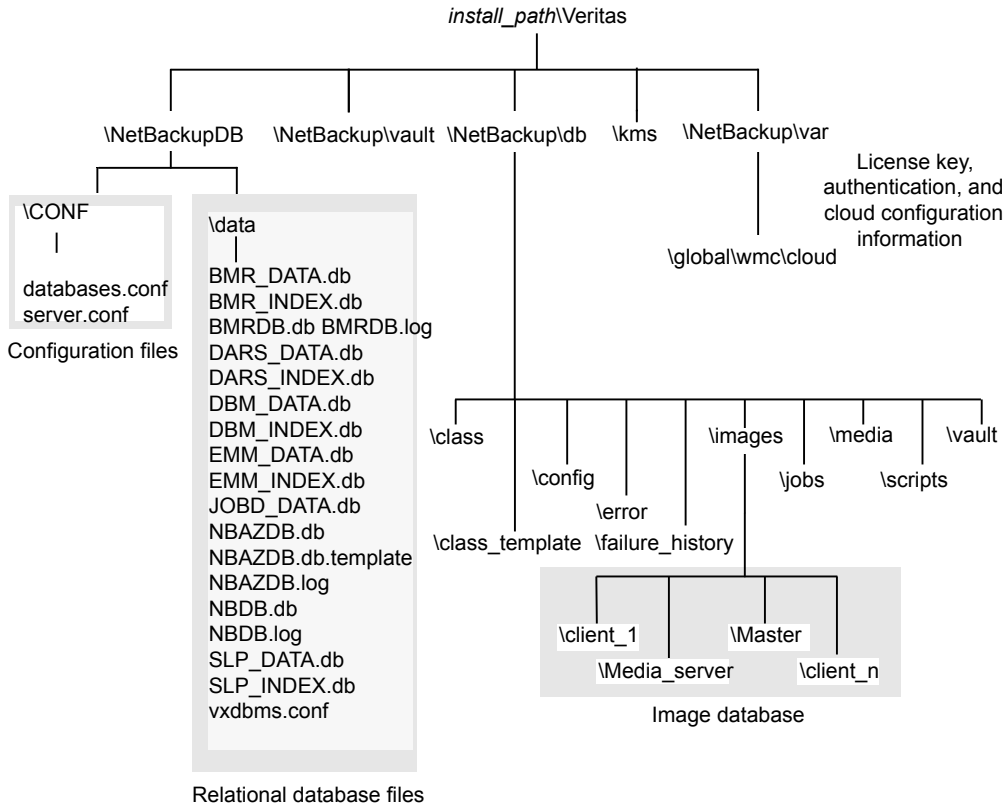 install_path\Veritas
\NetBackupDB
\NetBackup\vault
\NetBackup\db
\kms
\NetBackup\var
License key,
authentication, and
cloud configuration
information
\global\wmc\cloud
\CONF
databases.conf
server.conf
Configuration files
\data
BMR_DATA.db
BMR_INDEX.db
BMRDB.db BMRDB.log
DARS_DATA.db
DARS_INDEX.db
DBM_DATA.db
DBM_INDEX.db
EMM_DATA.db
EMM_INDEX.db
JOBD_DATA.db
NBAZDB.db
NBAZDB.db.template
NBAZDB.log
NBDB.db
NBDB.log
SLP_DATA.db
SLP_INDEX.db
vxdbms.conf
Relational database files
\class
\class_template
\config
\error
\failure_history
\images
\jobs
\media
\scripts
\vault
\client_1
\Media_server
\Master
\client_n
Image database